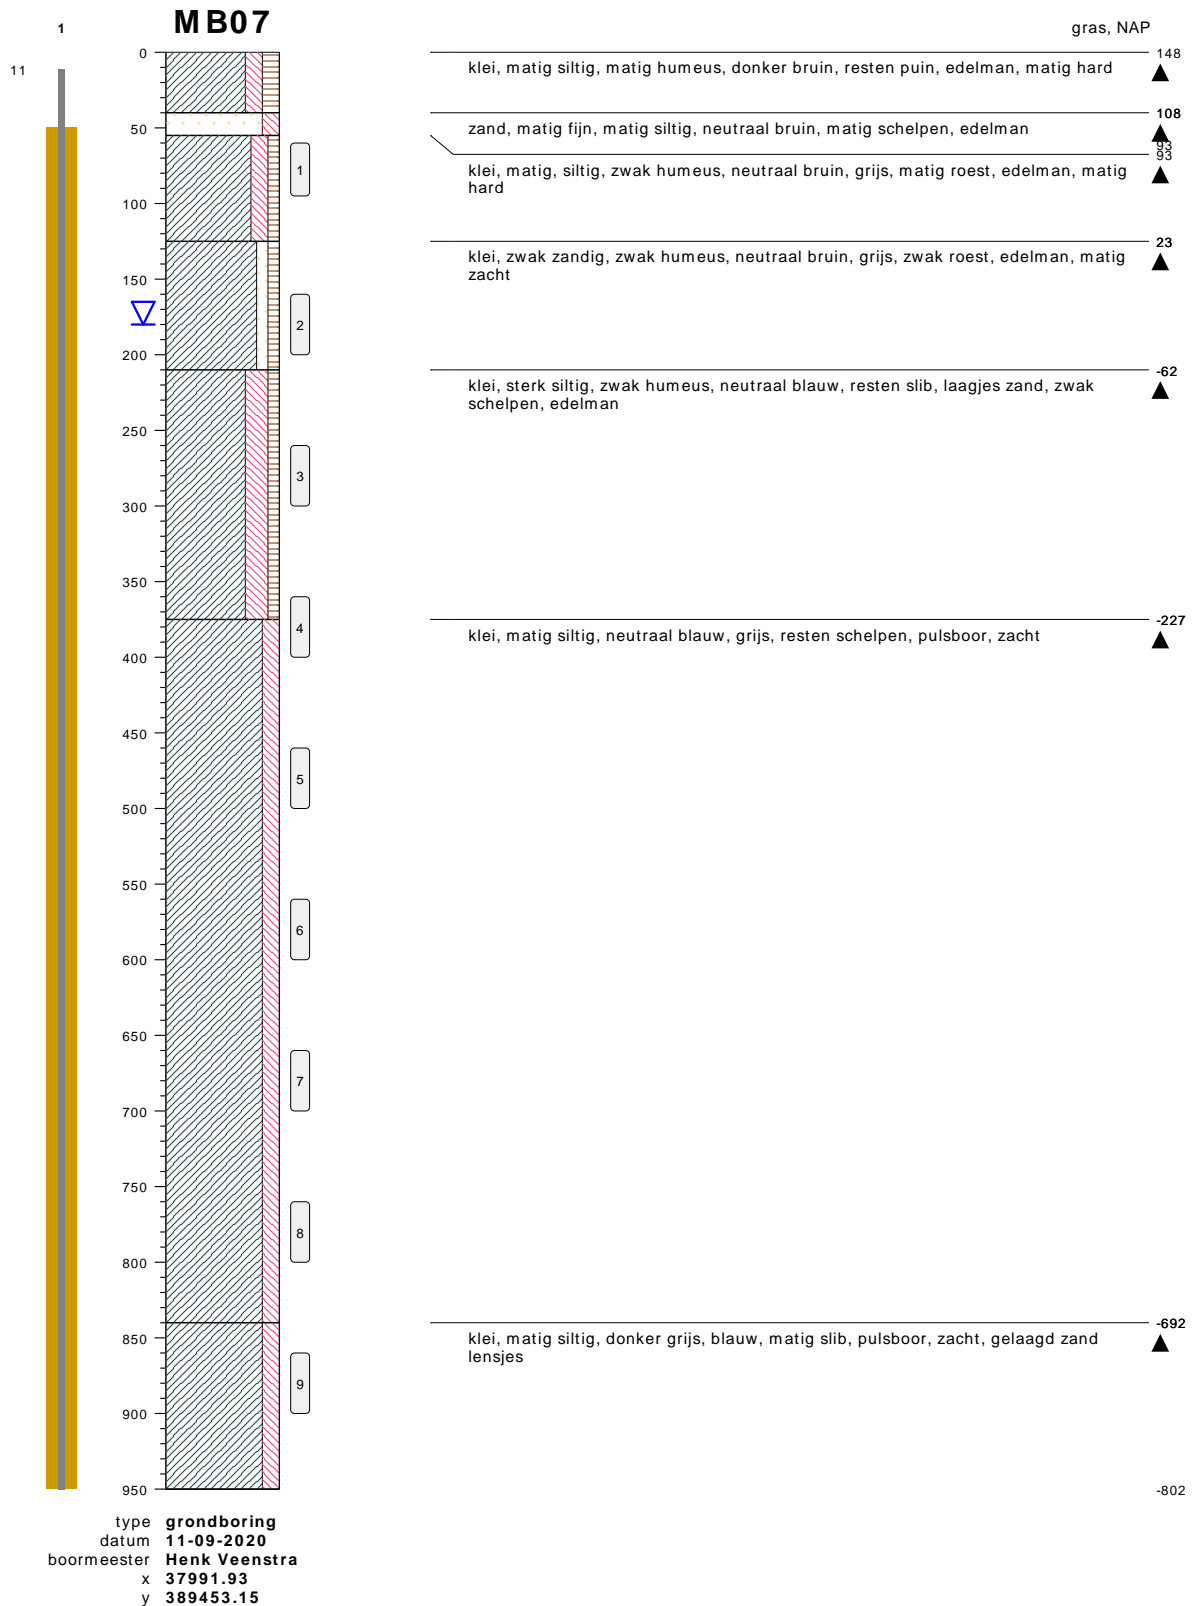 1
MB07
gras, NAP
11
0
148
klei, matig siltig, matig humeus, donker bruin, resten puin, edelman, matig hard
50
108
zand, matig fijn, matig siltig, neutraal bruin, matig schelpen, edelman
93
93
1
klei, matig, siltig, zwak humeus, neutraal bruin, grijs, matig roest, edelman, matig
hard
100
23
klei, zwak zandig, zwak humeus, neutraal bruin, grijs, zwak roest, edelman, matig
zacht
150
2
200
-62
klei, sterk siltig, zwak humeus, neutraal blauw, resten slib, laagjes zand, zwak
schelpen, edelman
250
3
300
350
4
-227
klei, matig siltig, neutraal blauw, grijs, resten schelpen, pulsboor, zacht
400
450
5
500
550
6
600
650
7
700
750
8
800
-692
850
klei, matig siltig, donker grijs, blauw, matig slib, pulsboor, zacht, gelaagd zand
lensjes
9
900
950
-802
type grondboring
datum 11-09-2020
boormeester Henk Veenstra
x 37991.93
y 389453.15